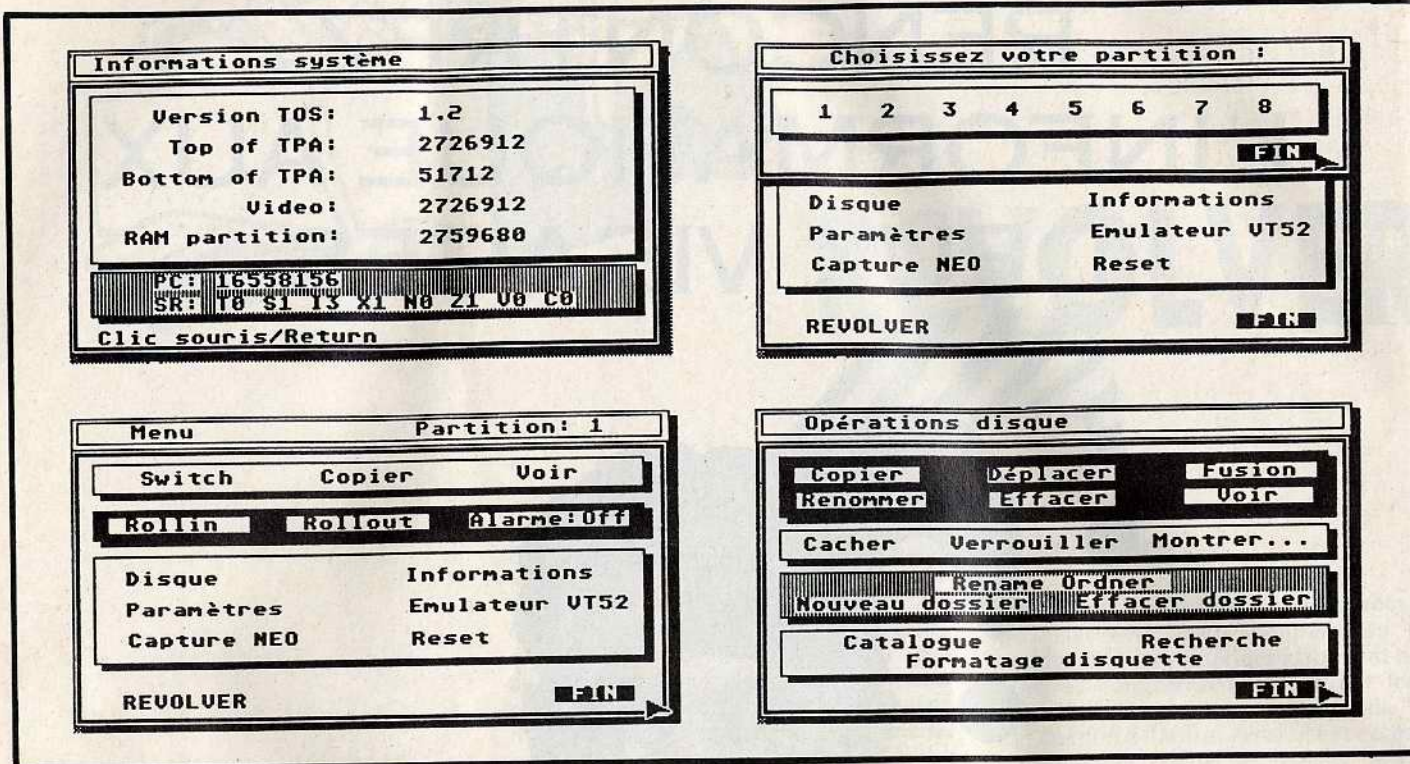 Informations système
Version TOS: 1.2
Top of TPA: 2726912
Bottom of TPA: 51712
Video: 2726912
RAM partition: 2759680
PC: 16558156
SR: T0 S1 I3 X1 N0 Z1 V0 C0
Clic souris/Return
Choisissez votre partition :
1 2 3 4 5 6 7 8
FIN
Disque Informations
Paramètres Emulateur VT52
Capture NEO Reset
REVOLVER FIN
Menu Partition: 1
Switch Copier Voir
Rollin Rollout Alarme:Off
Disque Informations
Paramètres Emulateur VT52
Capture NEO Reset
REVOLVER FIN
Opérations disque
Copier Déplacer Fusion
Renommer Effacer Voir
Cacher Verrouiller Montrer...
Rename Ordner
Nouveau dossier Effacer dossier
Catalogue Recherche
Formatage disquette
FIN